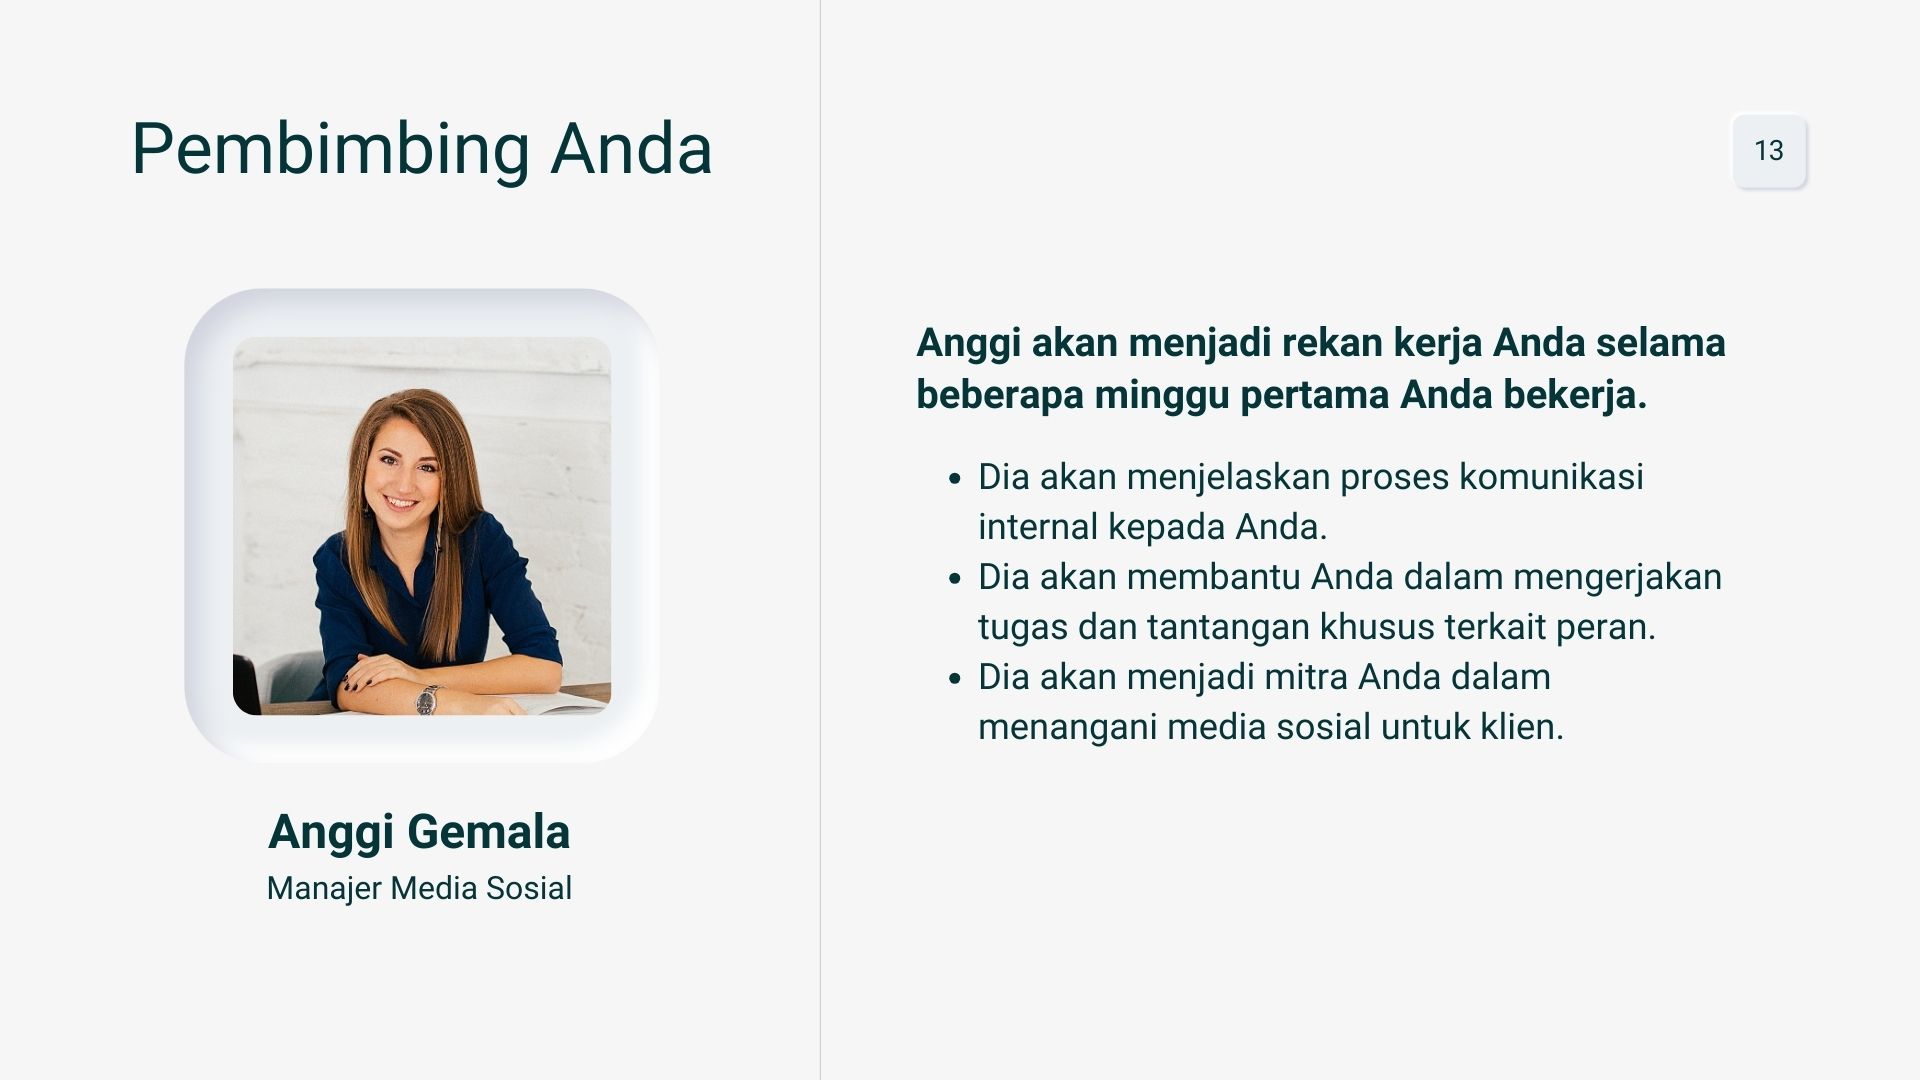 Pembimbing Anda
13
Anggi Gemala
Manajer Media Sosial
Anggi akan menjadi rekan kerja Anda selama
beberapa minggu pertama Anda bekerja.
• Dia akan menjelaskan proses komunikasi
internal kepada Anda.
• Dia akan membantu Anda dalam mengerjakan
tugas dan tantangan khusus terkait peran.
• Dia akan menjadi mitra Anda dalam
menangani media sosial untuk klien.